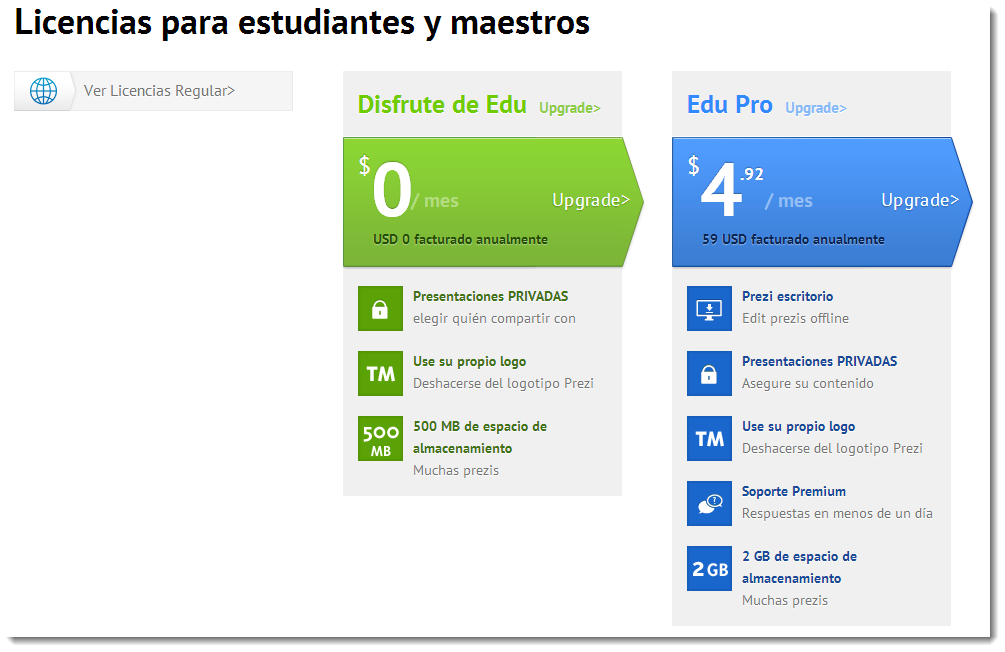 Licencias para estudiantes y maestros
Ver Licencias Regular>
Disfrute de Edu Upgrade>
$0 / mes Upgrade>
USD 0 facturado anualmente
Presentaciones PRIVADAS
elegir quién compartir con
TM
Use su propio logo
Deshacerse del logotipo Prezi
500
MB
500 MB de espacio de
almacenamiento
Muchas prezis
Edu Pro Upgrade>
$4.92 / mes Upgrade>
59 USD facturado anualmente
Prezi escritorio
Edit prezis offline
Presentaciones PRIVADAS
Asegure su contenido
TM
Use su propio logo
Deshacerse del logotipo Prezi
?
Soporte Premium
Respuestas en menos de un día
2 GB
2 GB de espacio de
almacenamiento
Muchas prezis